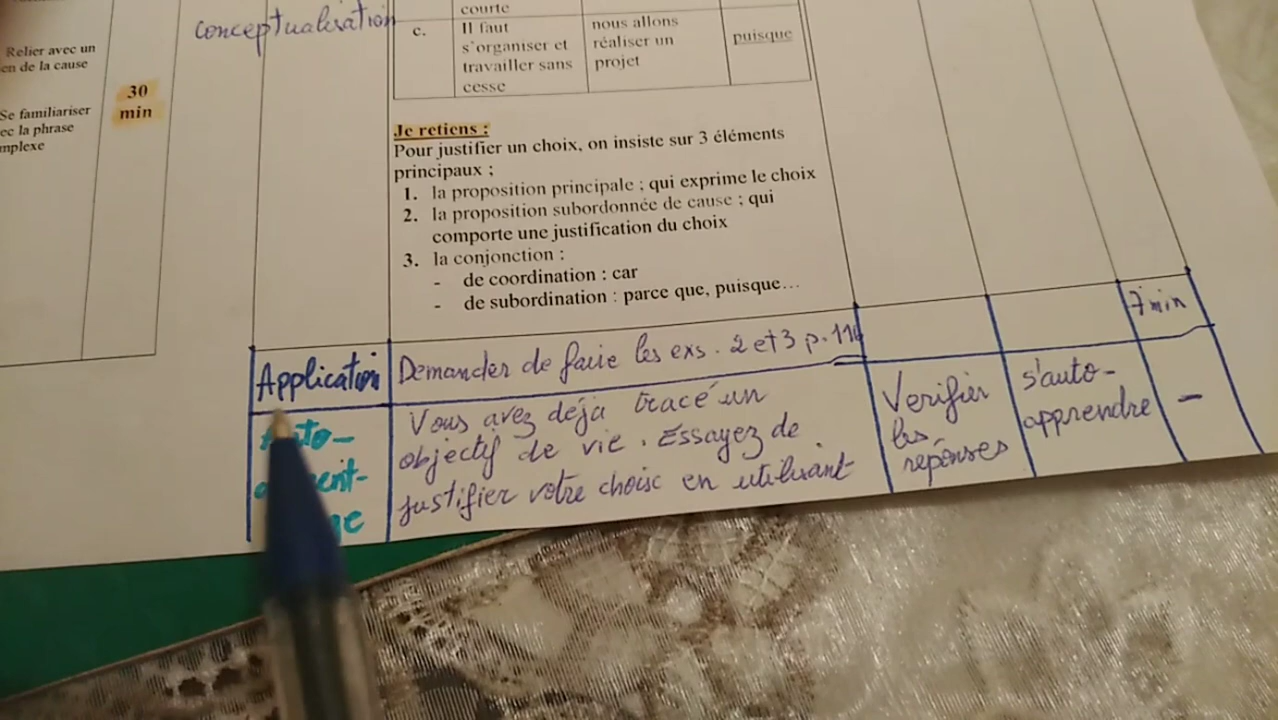 conceptualisation
Relier avec un
en de la cause
Se familiariser
ec la phrase
mplexe
30
min
courte
c.
Il faut
s'organiser et
travailler sans
cesse
nous allons
réaliser un
projet
puisque
Je retiens :
Pour justifier un choix, on insiste sur 3 éléments
principaux ;
1. la proposition principale ; qui exprime le choix
2. la proposition subordonnée de cause ; qui
comporte une justification du choix
3. la conjonction :
- de coordination : car
- de subordination : parce que, puisque…
7 min
Application
Demander de faire les exs. 2 et 3 p.
Vous avez déja tracé un
objectif de vie. Essayez de
justifier votre choix en utilisant
Verifier
les
réponses
s'auto-
apprendre
-